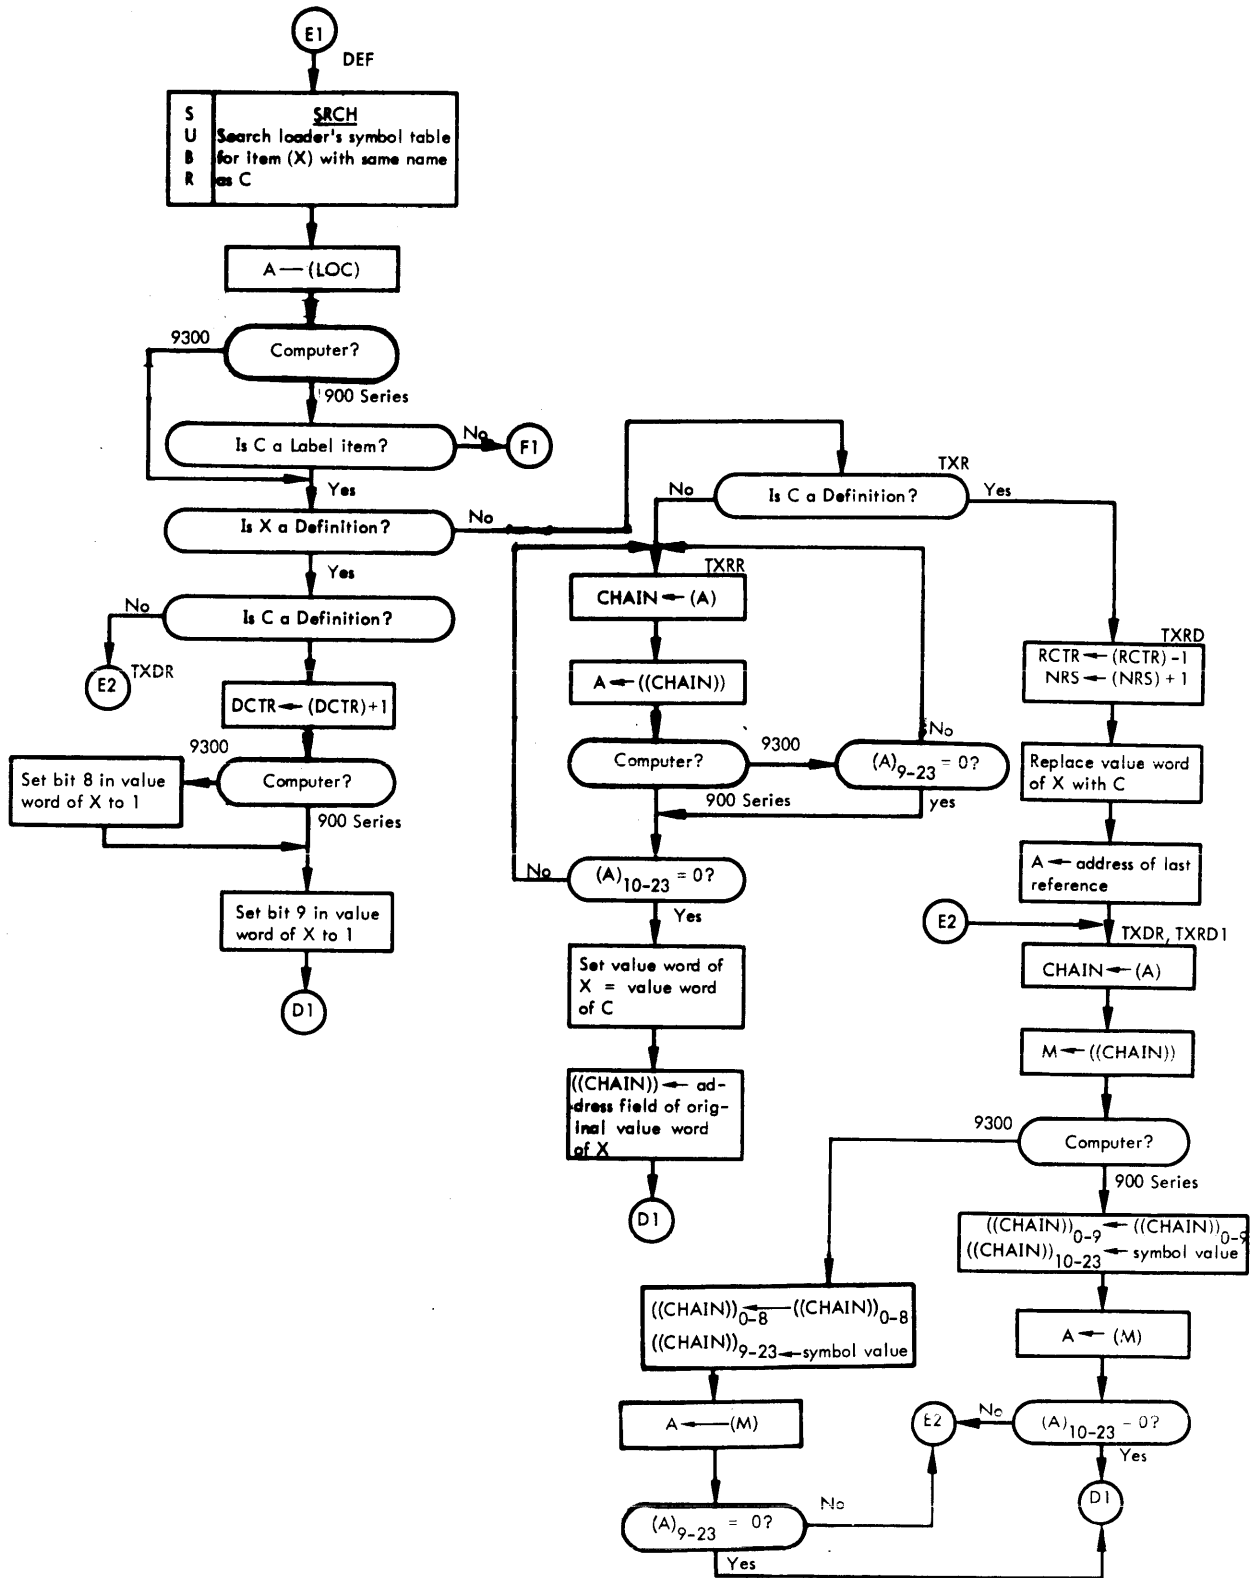 E1
DEF
S
U
B
R
SRCH
Search loader's symbol table
for item (X) with same name
as C
A — (LOC)
9300
Computer?
900 Series
Is C a Label item?
No
F1
Yes
Is X a Definition?
No
Yes
Is C a Definition?
No
E2
TXDR
DCTR ← (DCTR)+1
9300
Computer?
Set bit 8 in value
word of X to 1
900 Series
Set bit 9 in value
word of X to 1
D1
TXR
Is C a Definition?
No
Yes
TXRR
CHAIN ← (A)
A ← ((CHAIN))
Computer?
9300
(A)9-23 = 0?
No
yes
900 Series
(A)10-23 = 0?
No
Yes
Set value word of
X = value word
of C
((CHAIN)) ← ad-
dress field of orig-
inal value word
of X
D1
TXRD
RCTR ← (RCTR) -1
NRS ← (NRS) + 1
Replace value word
of X with C
A ← address of last
reference
E2
TXDR, TXRD1
CHAIN ← (A)
M ← ((CHAIN))
9300
Computer?
900 Series
((CHAIN))0-9 ← ((CHAIN))0-9
((CHAIN))10-23 ← symbol value
A ← (M)
(A)10-23 - 0?
No
E2
Yes
D1
((CHAIN))0-8 ← ((CHAIN))0-8
((CHAIN))9-23 ← symbol value
A ← (M)
(A)9-23 = 0?
No
Yes